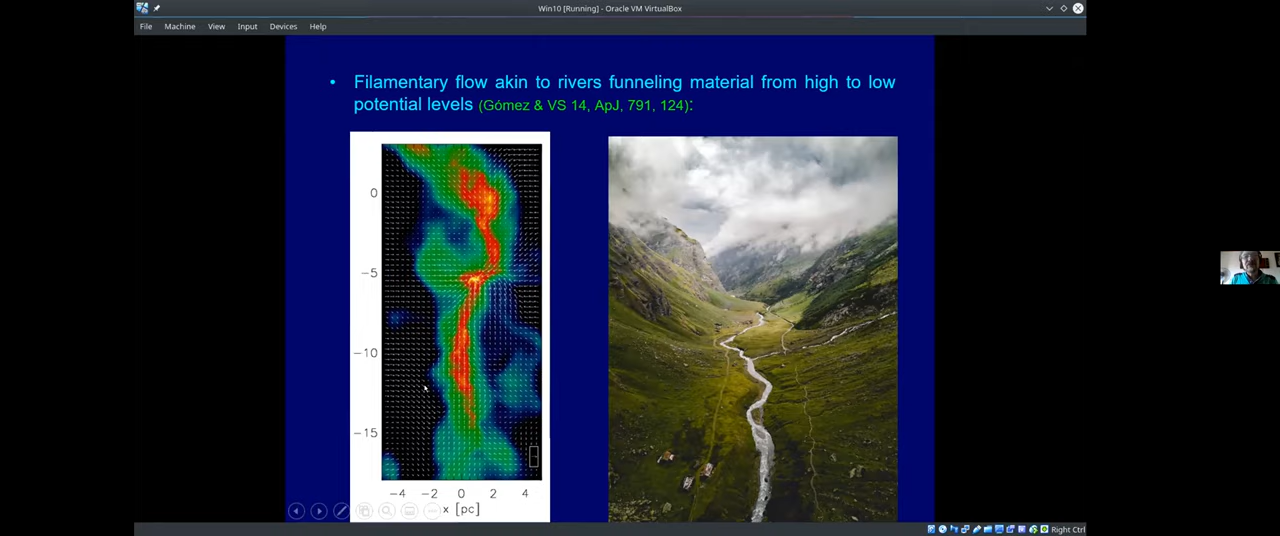 Win10 [Running] - Oracle VM VirtualBox
File Machine View Input Devices Help
• Filamentary flow akin to rivers funneling material from high to low
potential levels (Gómez & VS 14, ApJ, 791, 124):
0
−5
−10
−15
−4 −2 0 2 4
x [pc]
Right Ctrl